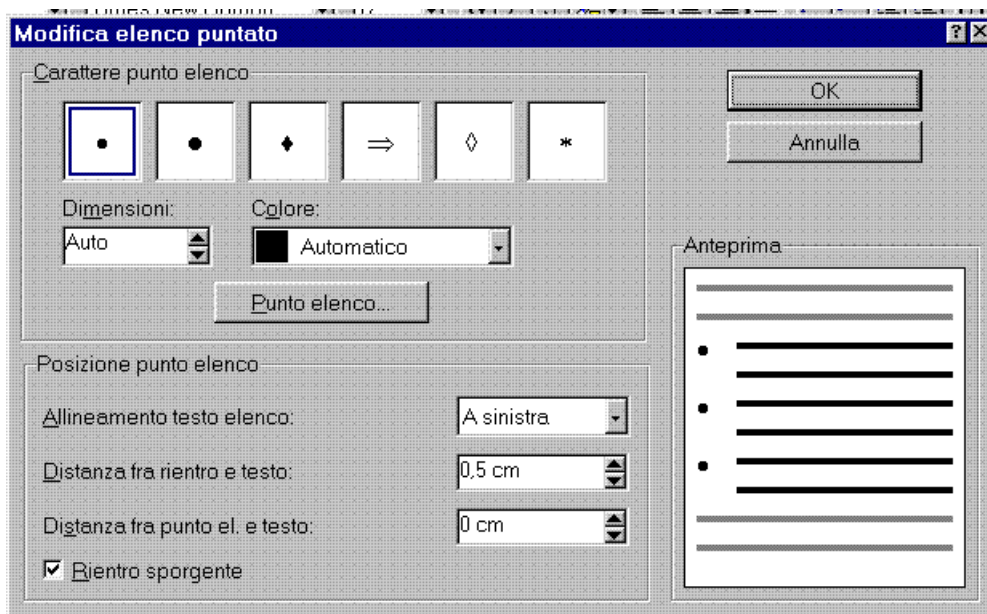 Modifica elenco puntato
Carattere punto elenco
OK
Annulla
Dimensioni:
Colore:
Auto
Automatico
Punto elenco...
Anteprima
Posizione punto elenco
Allineamento testo elenco:
A sinistra
Distanza fra rientro e testo:
0,5 cm
Distanza fra punto el. e testo:
0 cm
Rientro sporgente